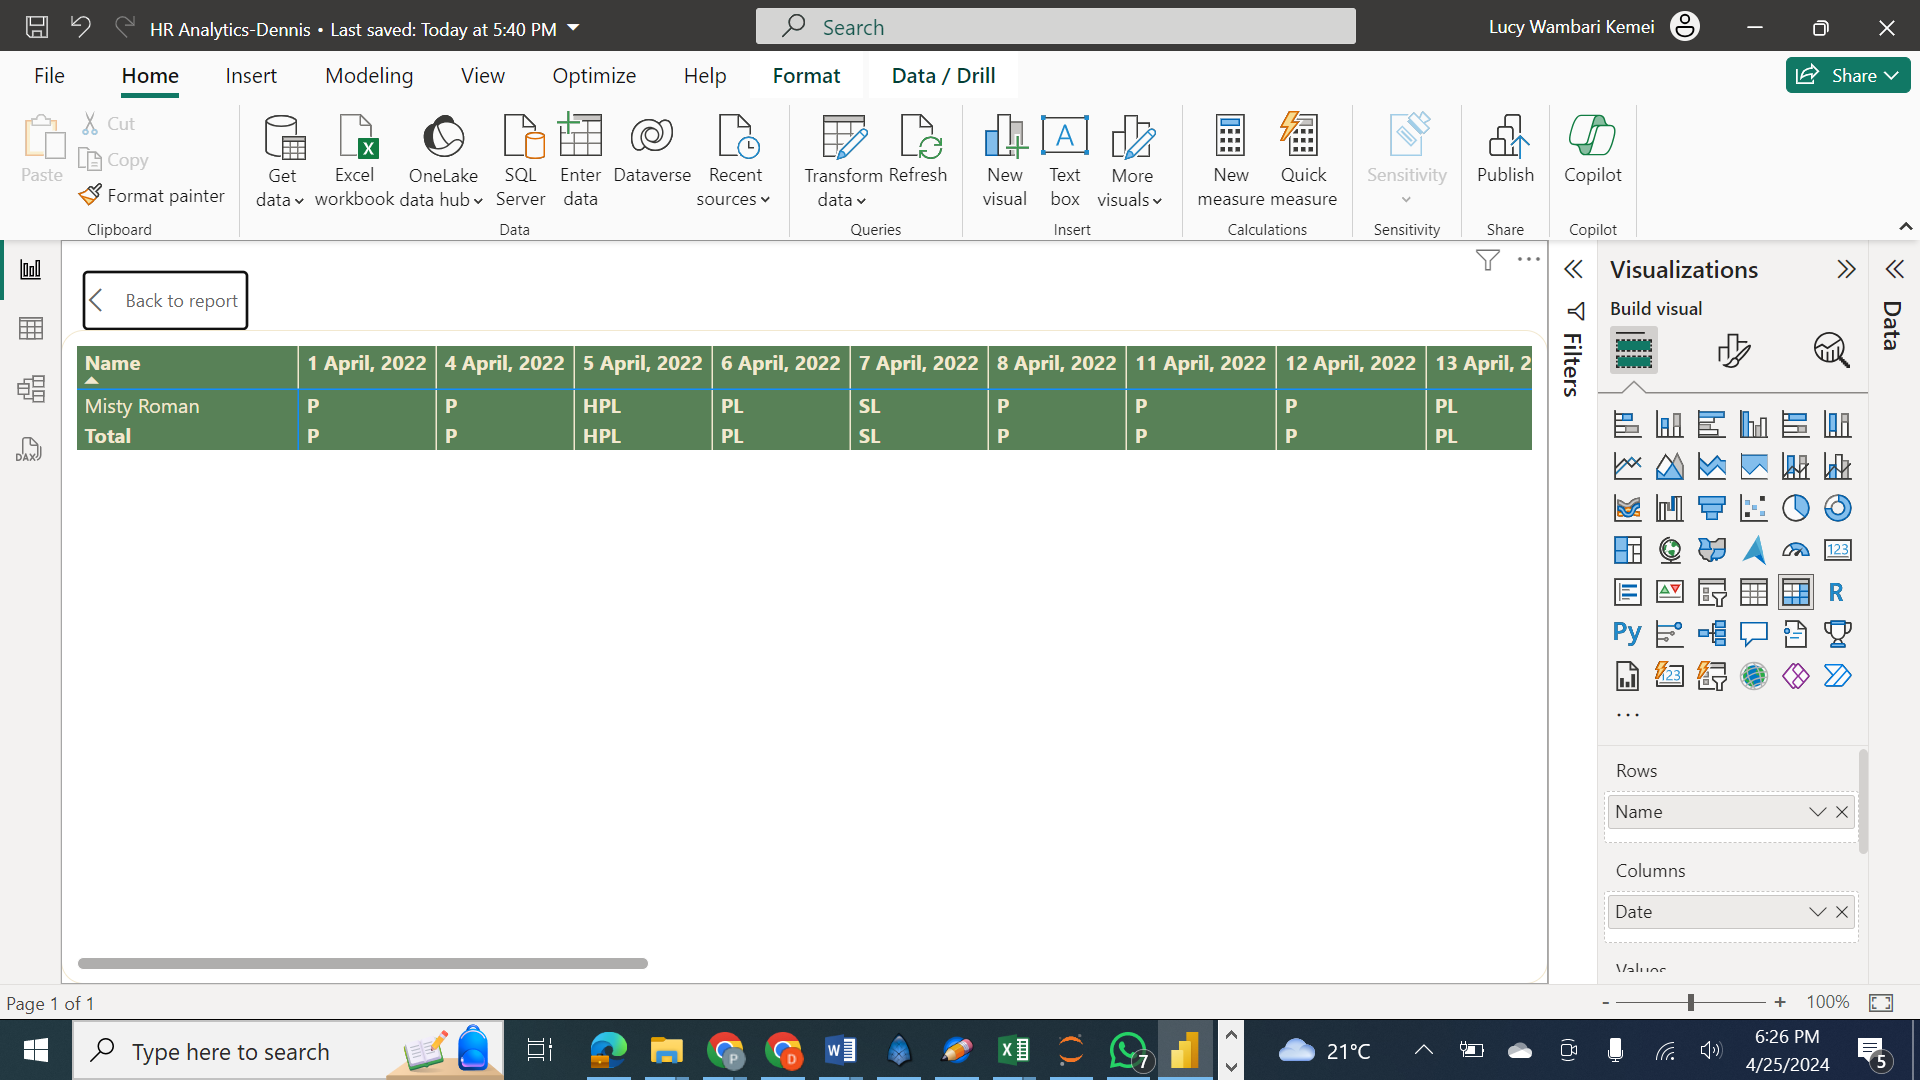 HR Analytics-Dennis • Last saved: Today at 5:40 PM
Search
Lucy Wambari Kemei
File Home Insert Modeling View Optimize Help Format Data / Drill
Share
Paste
Cut
Copy
Format painter
Clipboard
Get data
Excel workbook
OneLake data hub
SQL Server
Enter data
Dataverse
Recent sources
Data
Transform data
Refresh
Queries
New visual
Text box
More visuals
Insert
New measure
Quick measure
Calculations
Sensitivity
Sensitivity
Publish
Share
Copilot
Copilot
DAX
Back to report
Name 1 April, 2022 4 April, 2022 5 April, 2022 6 April, 2022 7 April, 2022 8 April, 2022 11 April, 2022 12 April, 2022 13 April, 2
Misty Roman P P HPL PL SL P P P PL
Total P P HPL PL SL P P P PL
Filters
Visualizations
Build visual
Data
123
R
Py
123
Rows
Name
Columns
Date
Values
Page 1 of 1
- + 100%
Type here to search
P
D
7
21°C
6:26 PM
4/25/2024
5